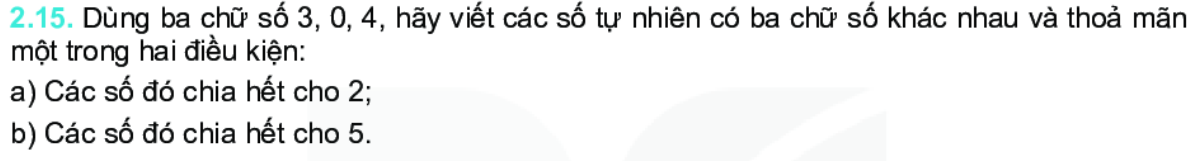 2.15. Dùng ba chữ số 3, 0, 4, hãy viết các số tự nhiên có ba chữ số khác nhau và thoả mãn
một trong hai điều kiện:
a) Các số đó chia hết cho 2;
b) Các số đó chia hết cho 5.